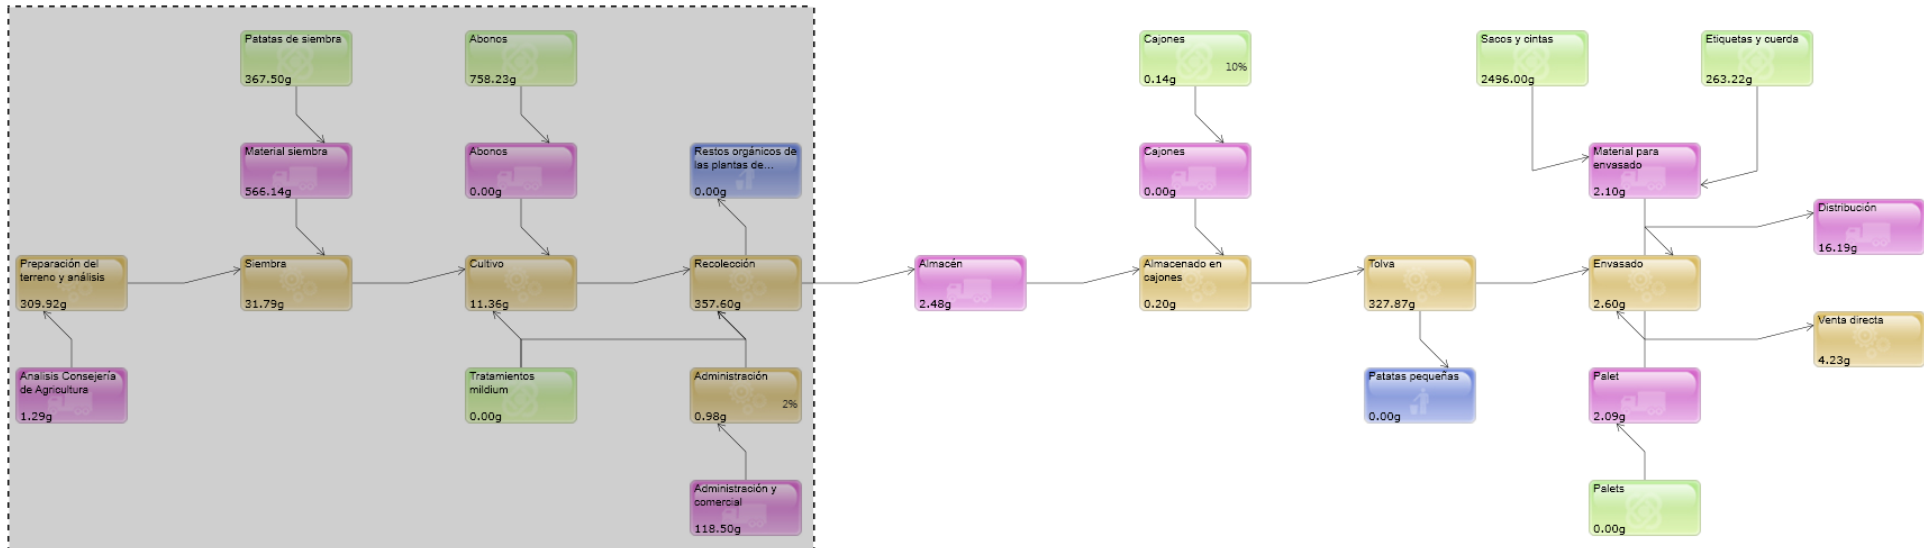 Patatas de siembra
367.50g
Abonos
758.23g
Cajones
10%
0.14g
Sacos y cintas
2496.00g
Etiquetas y cuerda
263.22g
Material siembra
566.14g
Abonos
0.00g
Restos orgánicos de
las plantas de...
0.00g
Cajones
0.00g
Material para
envasado
2.10g
Distribución
16.19g
Preparación del
terreno y análisis
309.92g
Siembra
31.79g
Cultivo
11.36g
Recolección
357.60g
Almacén
2.48g
Almacenado en
cajones
0.20g
Tolva
327.87g
Envasado
2.60g
Venta directa
4.23g
Analisis Consejería
de Agricultura
1.29g
Tratamientos
mildium
0.00g
Administración
2%
0.98g
Patatas pequeñas
0.00g
Palet
2.09g
Administración y
comercial
118.50g
Palets
0.00g